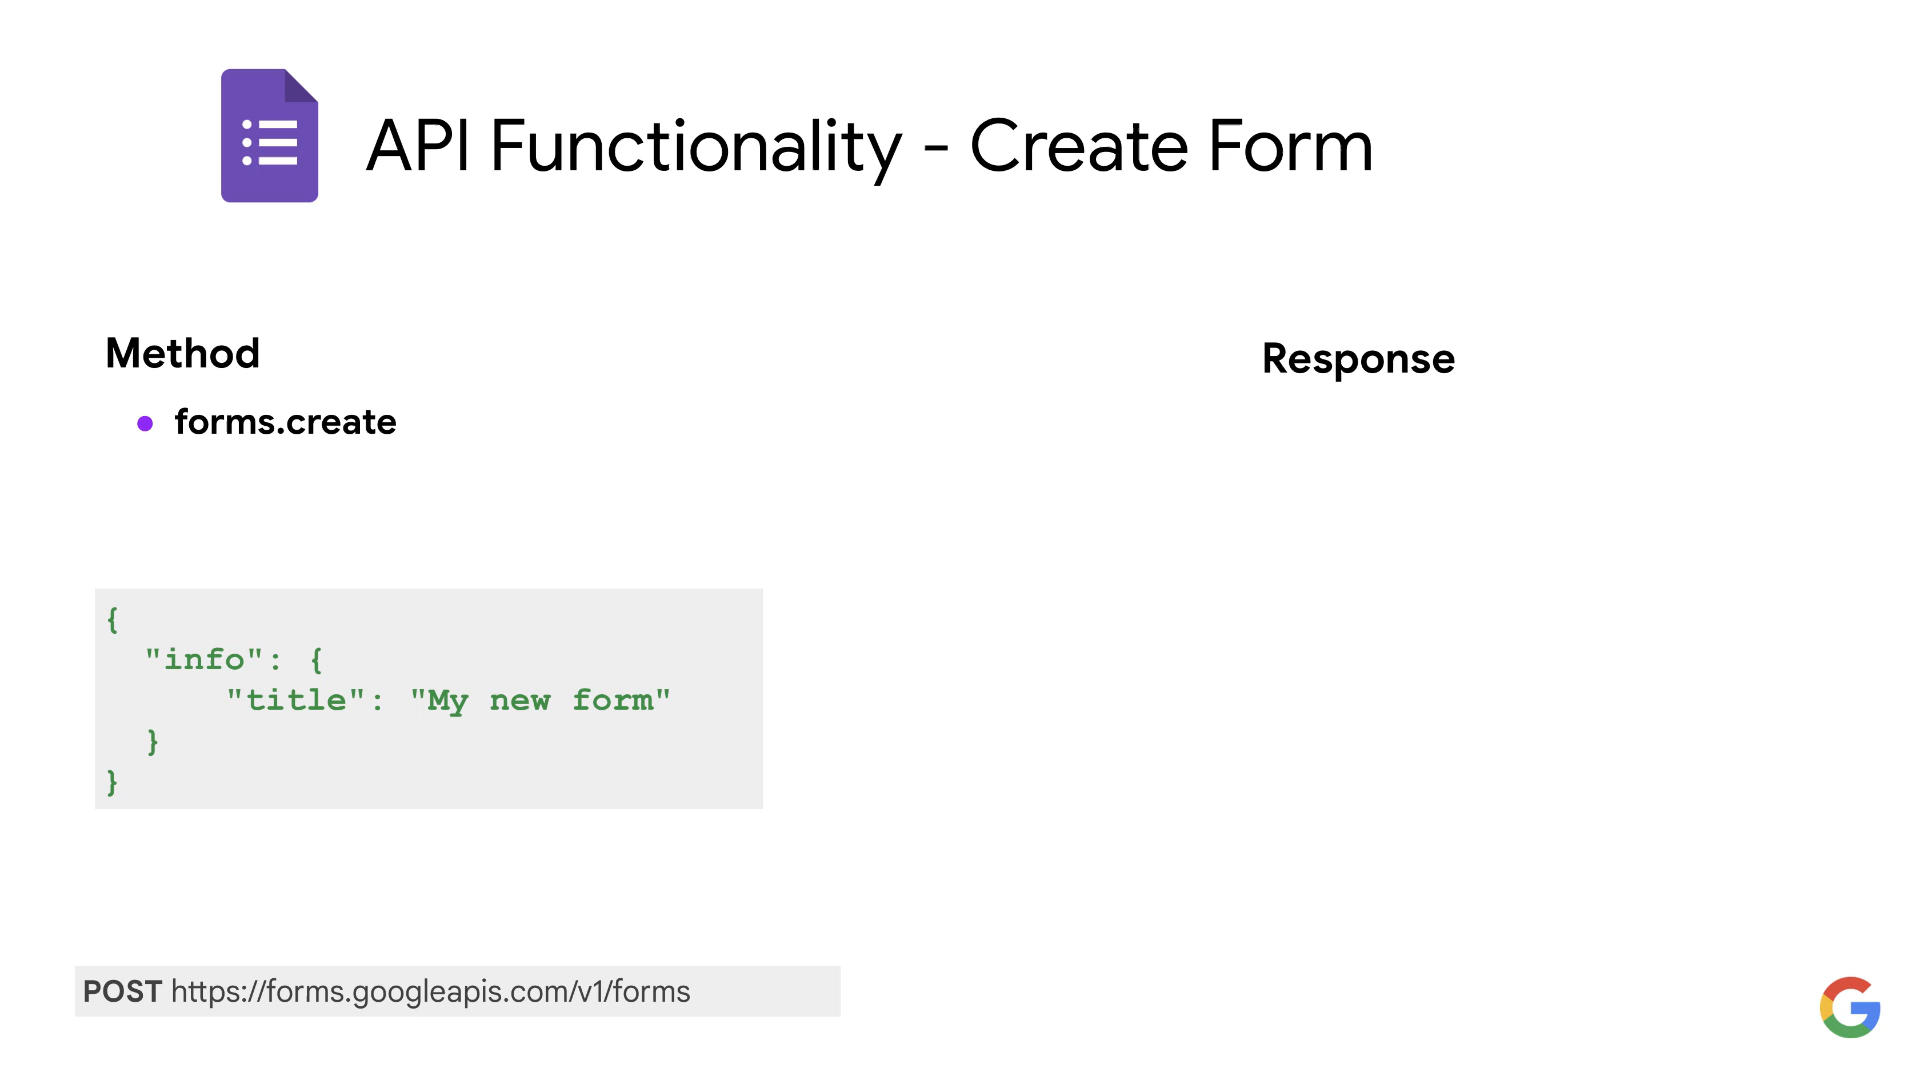 API Functionality - Create Form
Method
forms.create
{
"info": {
"title": "My new form"
}
}
POST https://forms.googleapis.com/v1/forms
Response